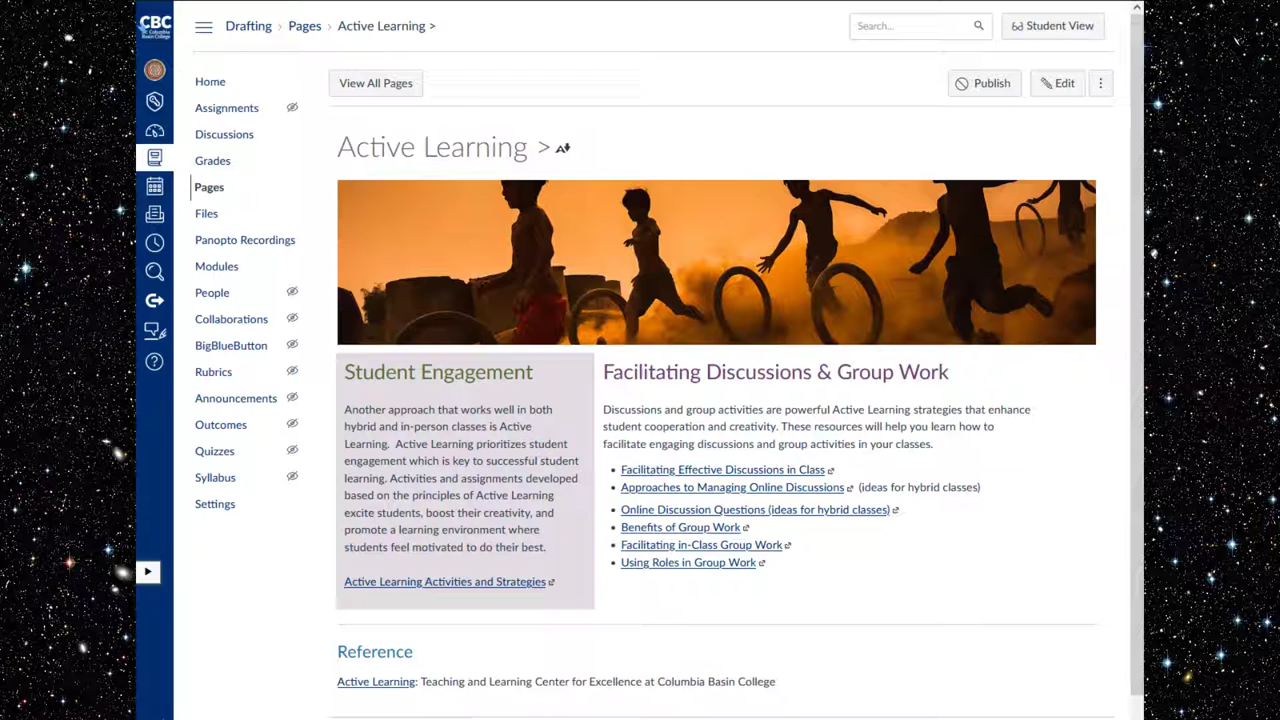 CBC
Columbia
Basin College
Drafting › Pages › Active Learning >
Search...
Student View
Home
Assignments
Discussions
Grades
Pages
Files
Panopto Recordings
Modules
People
Collaborations
BigBlueButton
Rubrics
Announcements
Outcomes
Quizzes
Syllabus
Settings
View All Pages
Publish
Edit
Active Learning >
Student Engagement
Another approach that works well in both
hybrid and in-person classes is Active
Learning. Active Learning prioritizes student
engagement which is key to successful student
learning. Activities and assignments developed
based on the principles of Active Learning
excite students, boost their creativity, and
promote a learning environment where
students feel motivated to do their best.
Active Learning Activities and Strategies
Facilitating Discussions & Group Work
Discussions and group activities are powerful Active Learning strategies that enhance
student cooperation and creativity. These resources will help you learn how to
facilitate engaging discussions and group activities in your classes.
• Facilitating Effective Discussions in Class
• Approaches to Managing Online Discussions (ideas for hybrid classes)
• Online Discussion Questions (ideas for hybrid classes)
• Benefits of Group Work
• Facilitating in-Class Group Work
• Using Roles in Group Work
Reference
Active Learning: Teaching and Learning Center for Excellence at Columbia Basin College